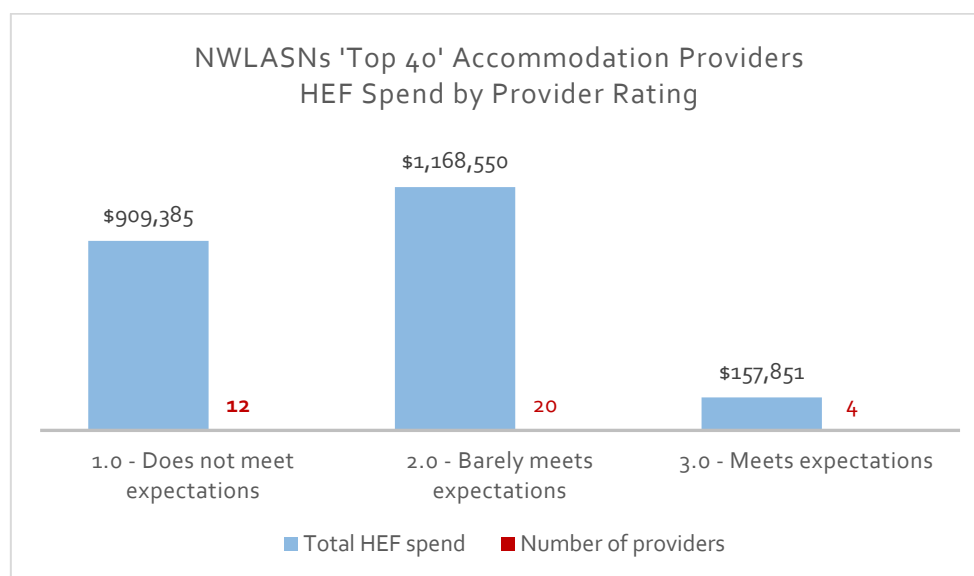 NWLASNs 'Top 40' Accommodation Providers
HEF Spend by Provider Rating
$1,168,550
$909,385
$157,851
12
20
4
1.0 - Does not meet
expectations
2.0 - Barely meets
expectations
3.0 - Meets expectations
Total HEF spend
Number of providers